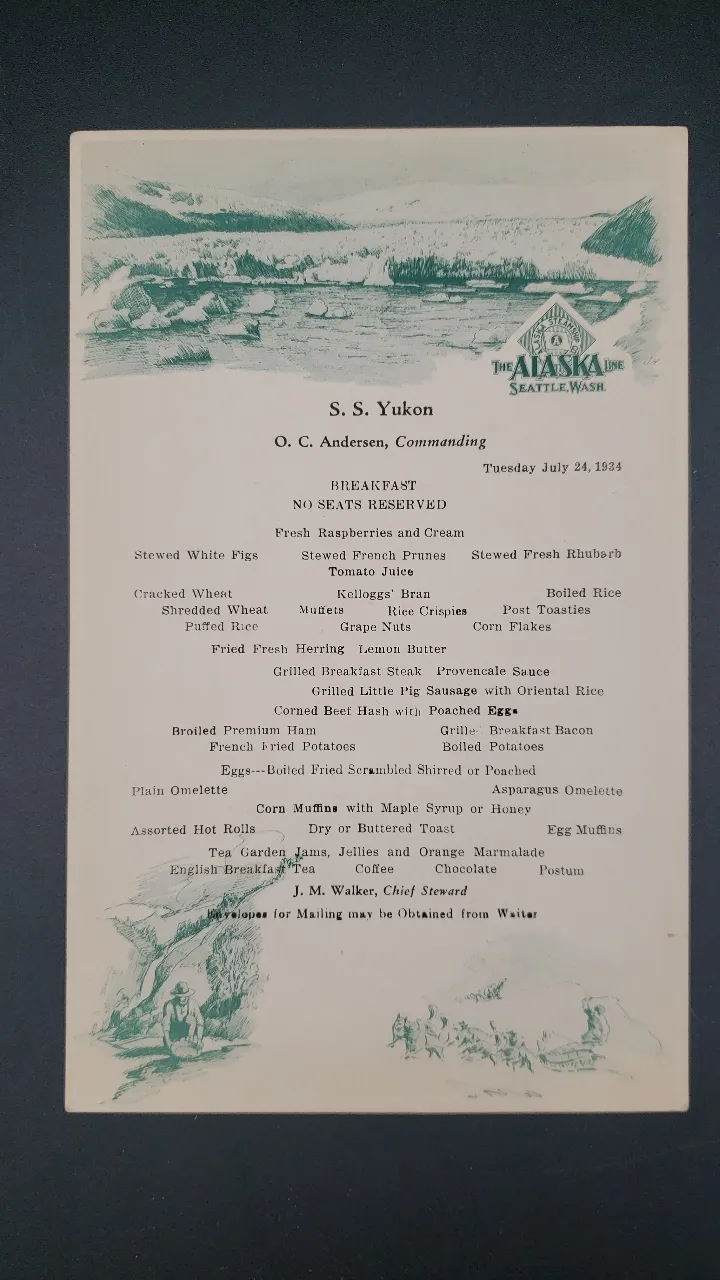 ALASKA STEAMSHIP CO
A
THE ALASKA LINE
SEATTLE, WASH.
S. S. Yukon
O. C. Andersen, Commanding
Tuesday July 24, 1934
BREAKFAST
NO SEATS RESERVED
Fresh Raspberries and Cream
Stewed White Figs Stewed French Prunes Stewed Fresh Rhubarb
Tomato Juice
Cracked Wheat Kelloggs' Bran Boiled Rice
Shredded Wheat Muffets Rice Crispies Post Toasties
Puffed Rice Grape Nuts Corn Flakes
Fried Fresh Herring Lemon Butter
Grilled Breakfast Steak Provencale Sauce
Grilled Little Pig Sausage with Oriental Rice
Corned Beef Hash with Poached Eggs
Broiled Premium Ham Grille Breakfast Bacon
French Fried Potatoes Boiled Potatoes
Eggs---Boiled Fried Scrambled Shirred or Poached
Plain Omelette Asparagus Omelette
Corn Muffins with Maple Syrup or Honey
Assorted Hot Rolls Dry or Buttered Toast Egg Muffins
Tea Garden Jams, Jellies and Orange Marmalade
English Breakfast Tea Coffee Chocolate Postum
J. M. Walker, Chief Steward
Envelopes for Mailing may be Obtained from Waiter